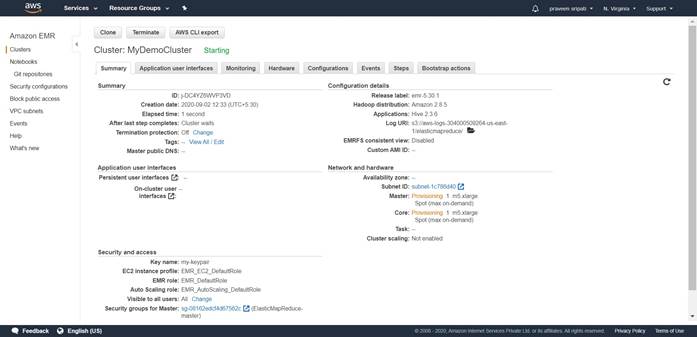 aws Services Resource Groups praveen sripati N. Virginia Support
Amazon EMR
Clusters
Notebooks
Git repositories
Security configurations
Block public access
VPC subnets
Events
Help
What's new
Clone Terminate AWS CLI export
Cluster: MyDemoCluster Starting
Summary Application user interfaces Monitoring Hardware Configurations Events Steps Bootstrap actions
Summary
ID: j-DC4YZ6WVP3VD
Creation date: 2020-09-02 12:33 (UTC+5:30)
Elapsed time: 1 second
After last step completes: Cluster waits
Termination protection: Off Change
Tags: -- View All / Edit
Master public DNS: --
Configuration details
Release label: emr-5.30.1
Hadoop distribution: Amazon 2.8.5
Applications: Hive 2.3.6
Log URI: s3://aws-logs-304000509264-us-east-
1/elasticmapreduce/
EMRFS consistent view: Disabled
Custom AMI ID: --
Application user interfaces
Persistent user interfaces : --
On-cluster user --
interfaces :
Network and hardware
Availability zone: --
Subnet ID: subnet-1c786d40
Master: Provisioning 1 m5.xlarge
Spot (max on-demand)
Core: Provisioning 1 m5.xlarge
Spot (max on-demand)
Task: --
Cluster scaling: Not enabled
Security and access
Key name: my-keypair
EC2 instance profile: EMR_EC2_DefaultRole
EMR role: EMR_DefaultRole
Auto Scaling role: EMR_AutoScaling_DefaultRole
Visible to all users: All Change
Security groups for Master: sg-08162edcf4d67562c (ElasticMapReduce-
master)
Feedback English (US) © 2008 - 2020, Amazon Internet Services Private Ltd. or its affiliates. All rights reserved. Privacy Policy Terms of Use